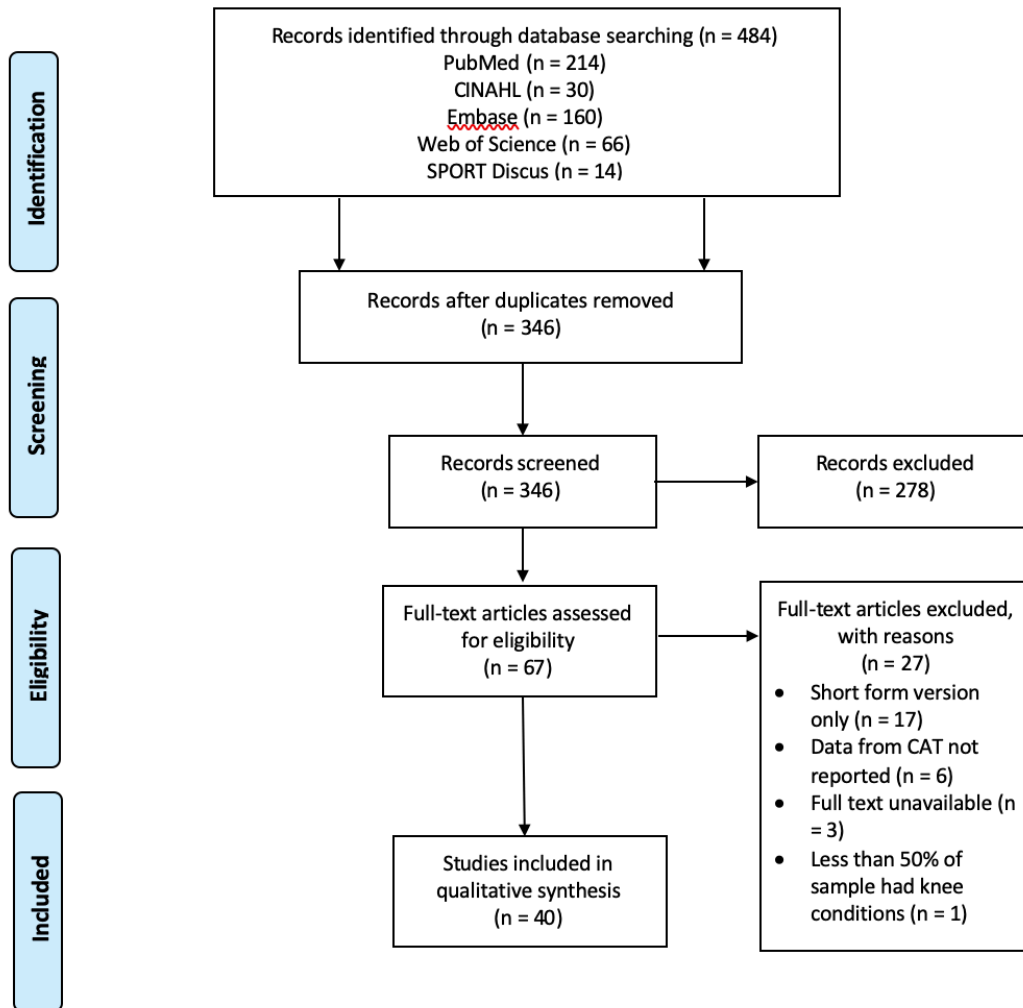 Identification
Records identified through database searching (n = 484)
PubMed (n = 214)
CINAHL (n = 30)
Embase (n = 160)
Web of Science (n = 66)
SPORT Discus (n = 14)
Records after duplicates removed
(n = 346)
Screening
Records screened
(n = 346)
Records excluded
(n = 278)
Eligibility
Full-text articles assessed
for eligibility
(n = 67)
Full-text articles excluded,
with reasons
(n = 27)
• Short form version
only (n = 17)
• Data from CAT not
reported (n = 6)
• Full text unavailable (n
= 3)
• Less than 50% of
sample had knee
conditions (n = 1)
Included
Studies included in
qualitative synthesis
(n = 40)